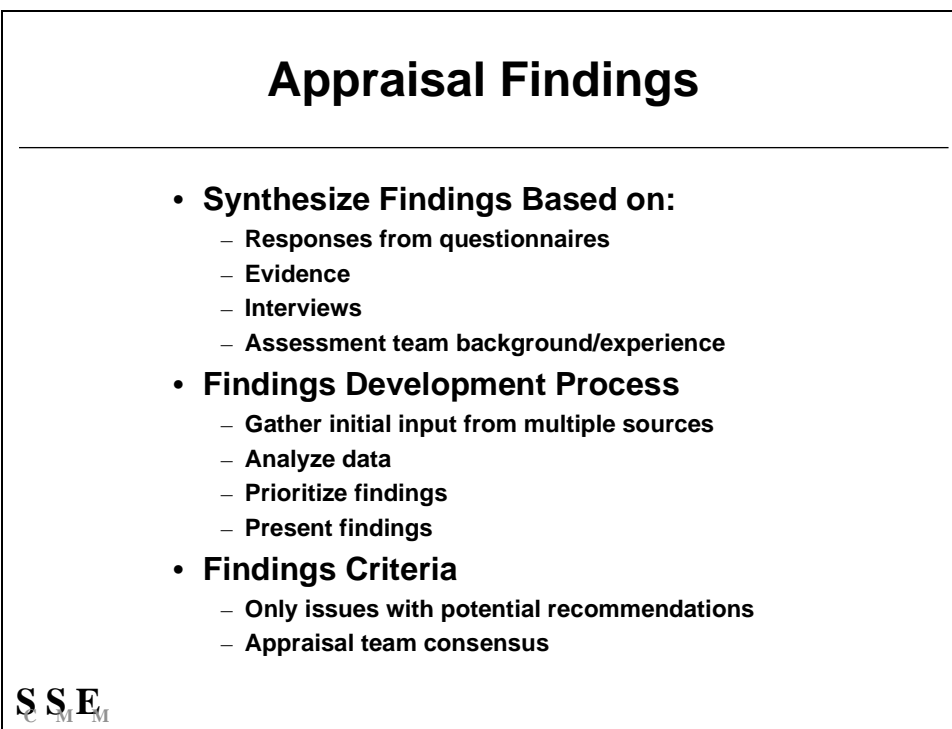 Appraisal Findings
• Synthesize Findings Based on:
– Responses from questionnaires
– Evidence
– Interviews
– Assessment team background/experience
• Findings Development Process
– Gather initial input from multiple sources
– Analyze data
– Prioritize findings
– Present findings
• Findings Criteria
– Only issues with potential recommendations
– Appraisal team consensus
S S E
C M M